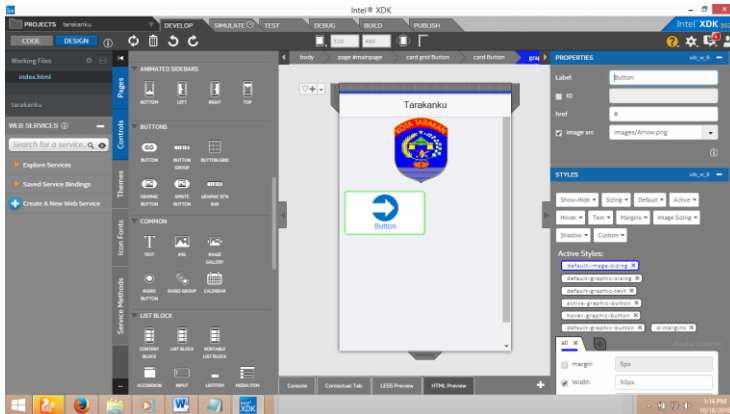 Intel® XDK
PROJECTS terakanku
DEVELOP
SIMULATE
TEST
DEBUG
BUILD
PUBLISH
Intel XDK
CODE
DESIGN
320
480
Working Files
index.html
tarakanku
WEB SERVICES
Search for a service..
Explore Services
Saved Service Bindings
Create A New Web Service
Pages
Controls
Themes
Icon Fonts
Service Methods
ANIMATED SIDEBARS
BOTTOM LEFT RIGHT TOP
BUTTONS
GO
BUTTON BUTTON GROUP BUTTON GRID
GRAPHIC BUTTON SPRITE BUTTON GRAPHIC BTN BAR
COMMON
TEXT IMG IMAGE GALLERY
RADIO BUTTON RADIO GROUP CALENDAR
LIST BLOCK
CONTENT BLOCK LIST BLOCK SORTABLE LIST BLOCK
ACCORDION INPUT LISTITEM MEDIA ITEM
body page #mainpage card grid Button card Button
Tarakanku
KOTA TARAKAN
Button
Console
Contextual Tab
LESS Preview
HTML Preview
PROPERTIES
Label Button
ID
href #
image src images/Arrow.png
STYLES
Show-Hide Sizing Default Active
Hover Text Margins Image Sizing
Shadow Custom
Active Styles:
default-image-sizing
default-graphic-sizing
default-graphic-text
active-graphic-button
hover-graphic-button
default-graphic-button d-margins
all
Media Queries
margin 5px
Width 50px
XDK
1:14 PM